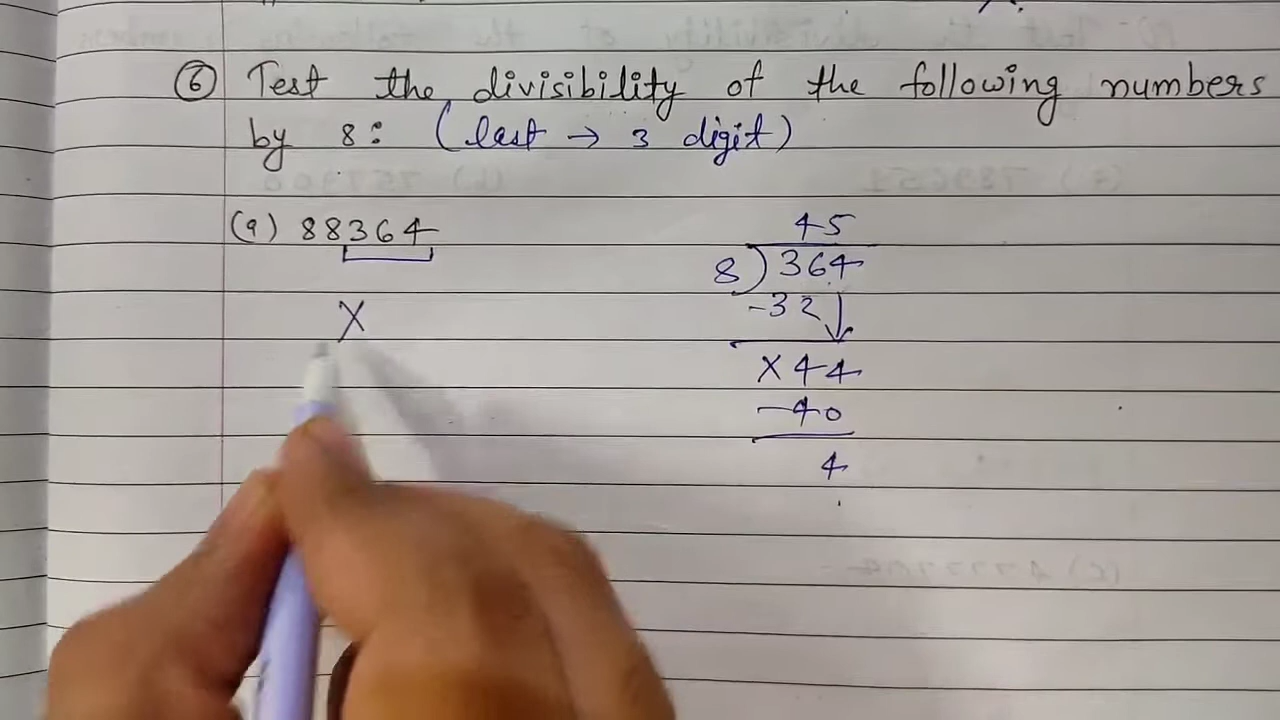 ⑥ Test the divisibility of the following numbers
by 8: (last → 3 digit)
(a) 88364
X
45
8)364
-32↓
X44
-40
4